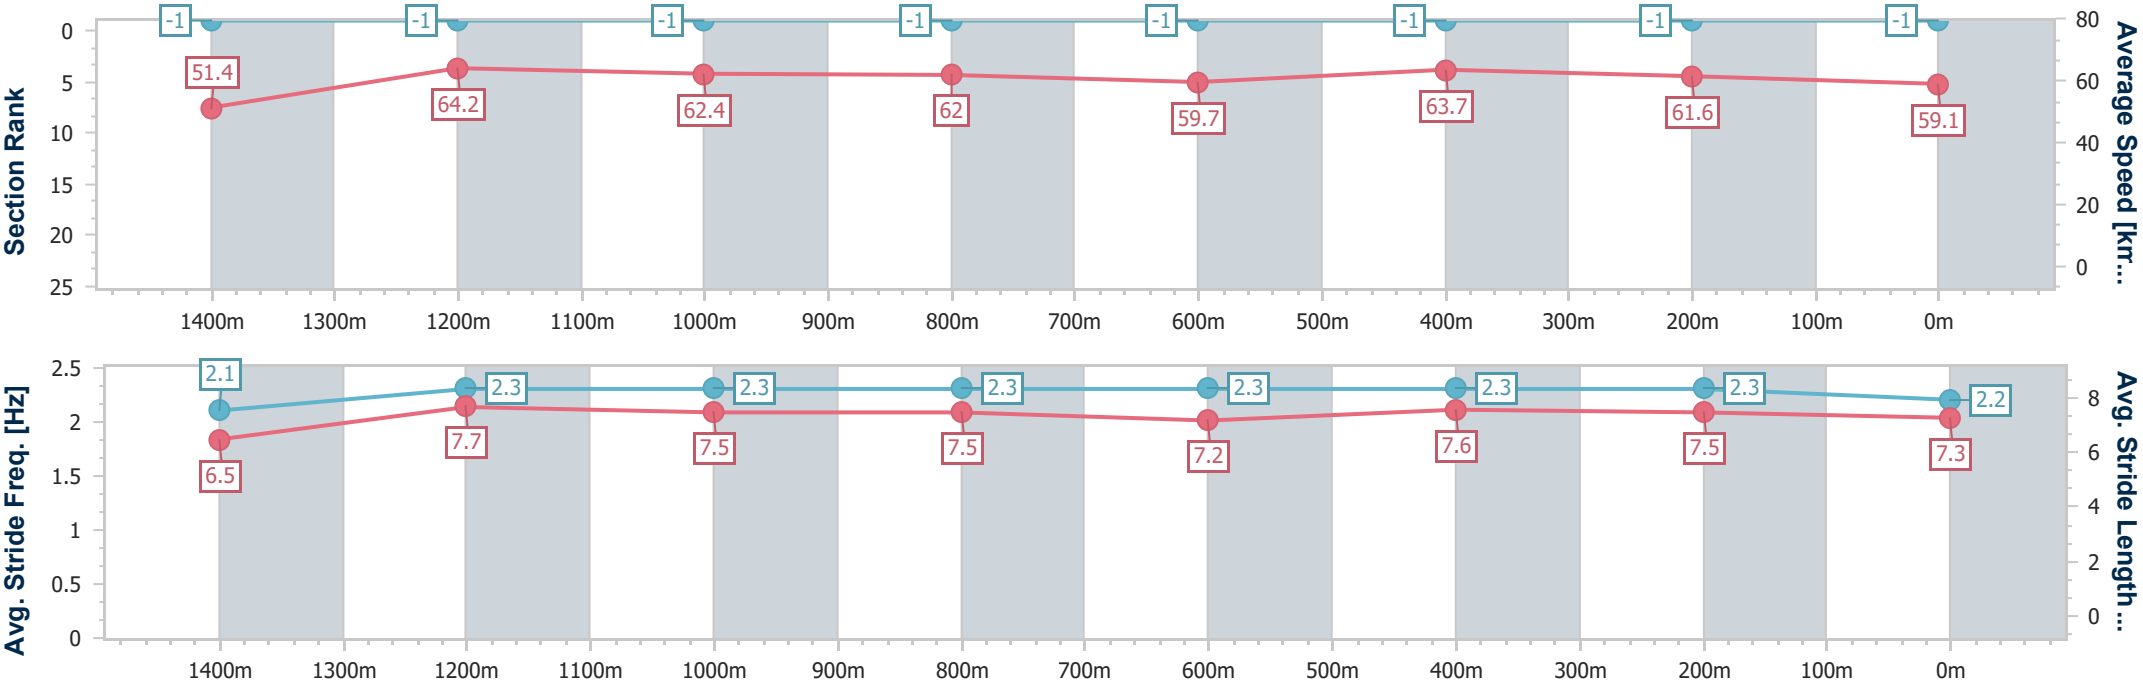 Section Rank
0
5
10
15
20
25
-1
-1
-1
-1
-1
-1
-1
-1
51.4
64.2
62.4
62
59.7
63.7
61.6
59.1
80
60
40
20
0
Average Speed [km...
1400m
1300m
1200m
1100m
1000m
900m
800m
700m
600m
500m
400m
300m
200m
100m
0m
Avg. Stride Freq. [Hz]
2.5
2
1.5
1
0.5
0
2.1
2.3
2.3
2.3
2.3
2.3
2.3
2.2
6.5
7.7
7.5
7.5
7.2
7.6
7.5
7.3
8
6
4
2
0
Avg. Stride Length ...
1400m
1300m
1200m
1100m
1000m
900m
800m
700m
600m
500m
400m
300m
200m
100m
0m